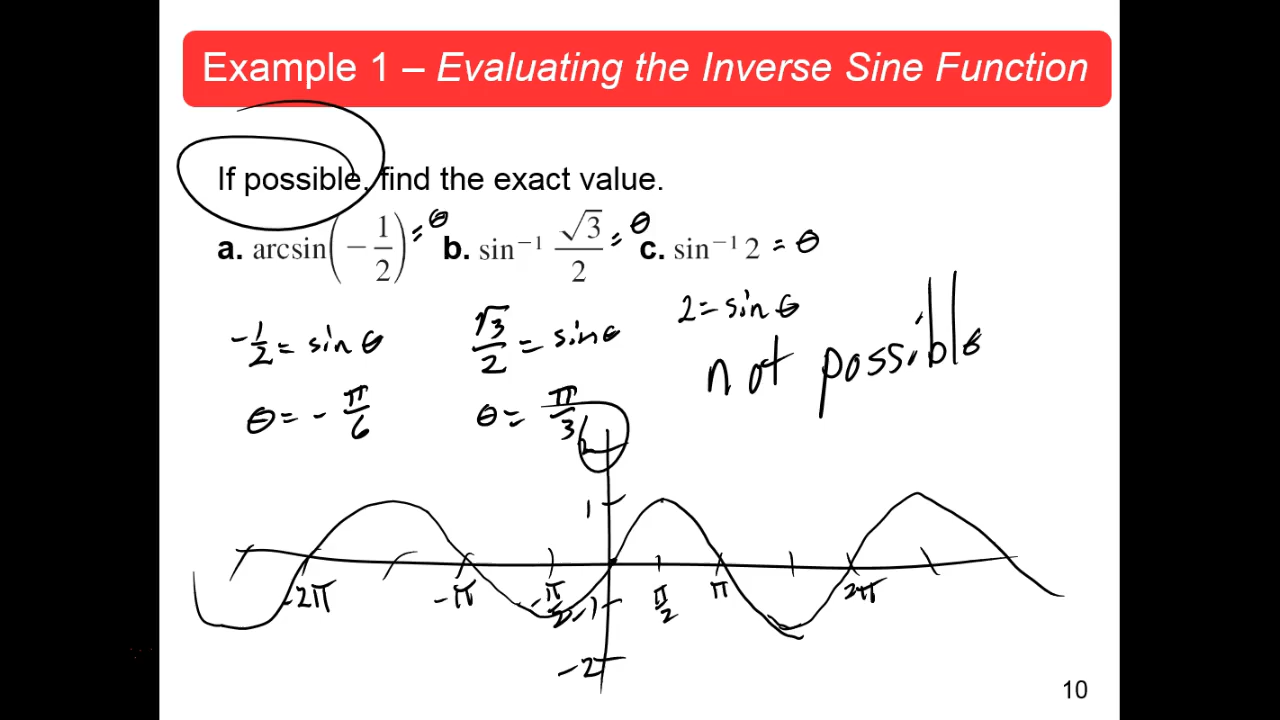 Example 1 – Evaluating the Inverse Sine Function
If possible, find the exact value.
a. arcsin(−1/2) = θ b. sin⁻¹ √3/2 = θ c. sin⁻¹ 2 = θ
-1/2 = sin θ √3/2 = sin θ 2 = sin θ
not possible
θ = - π/6 θ = π/3
2
1
-2π -π -π/2 -1 π/2 π 2π
-2
10